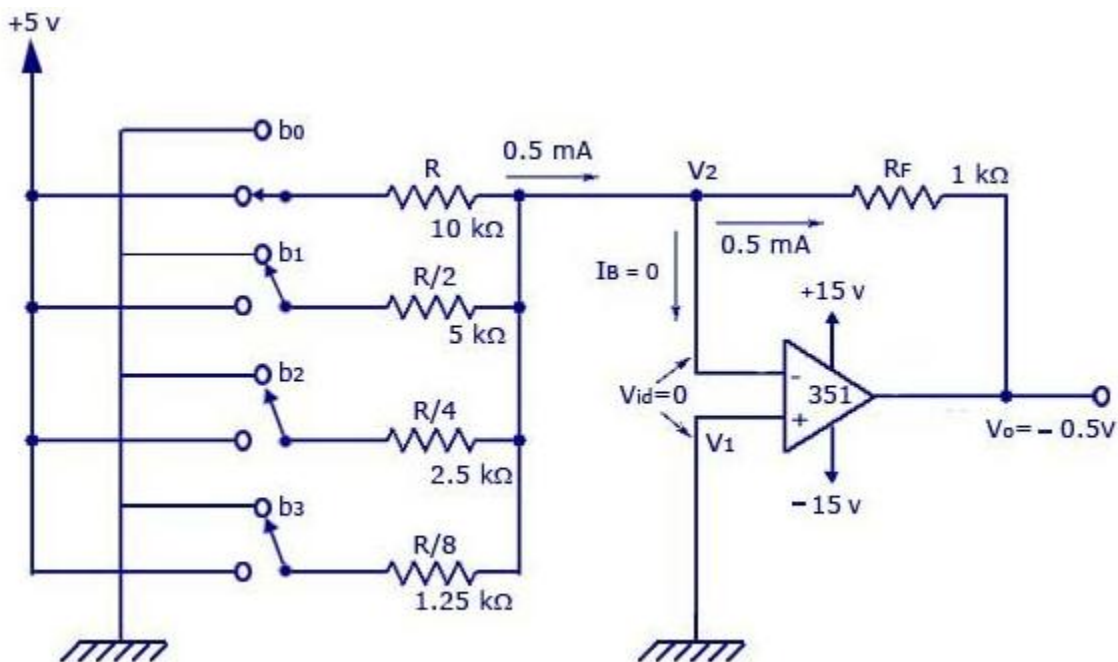 +5 v
b0
R
10 kΩ
0.5 mA
V2
RF
1 kΩ
0.5 mA
b1
R/2
5 kΩ
IB = 0
+15 v
b2
R/4
2.5 kΩ
Vid=0
-
351
+
V1
Vo= - 0.5v
-15 v
b3
R/8
1.25 kΩ